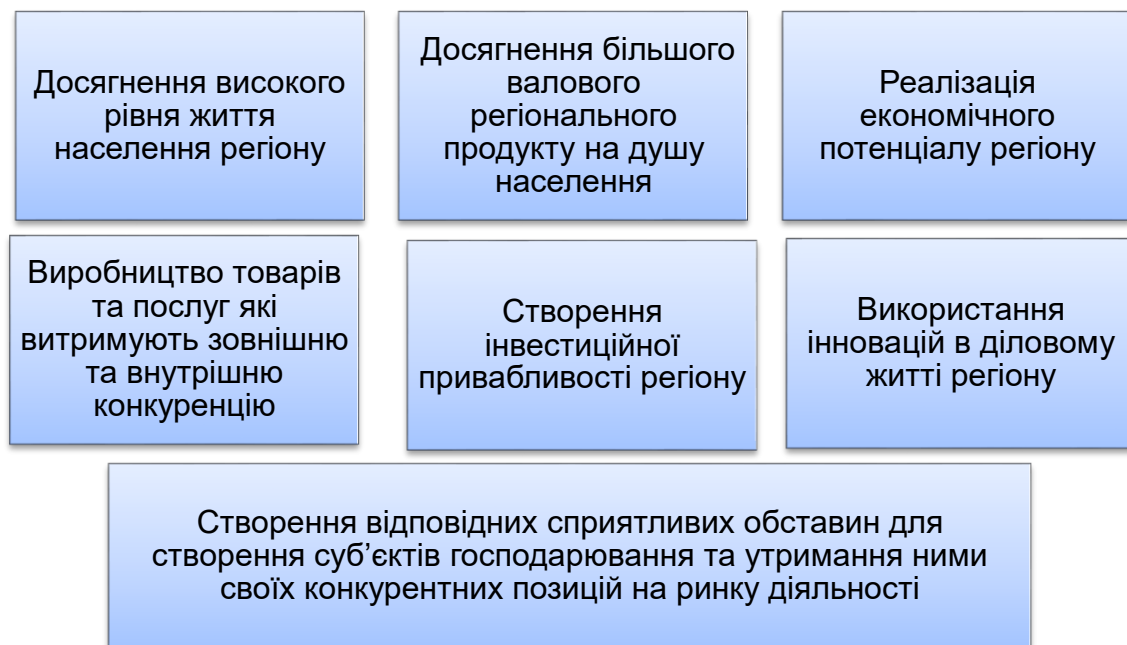 Досягнення високого
рівня життя
населення регіону
Досягнення більшого
валового
регіонального
продукту на душу
населення
Реалізація
економічного
потенціалу регіону
Виробництво товарів
та послуг які
витримують зовнішню
та внутрішню
конкуренцію
Створення
інвестиційної
привабливості регіону
Використання
інновацій в діловому
житті регіону
Створення відповідних сприятливих обставин для
створення суб’єктів господарювання та утримання ними
своїх конкурентних позицій на ринку діяльності